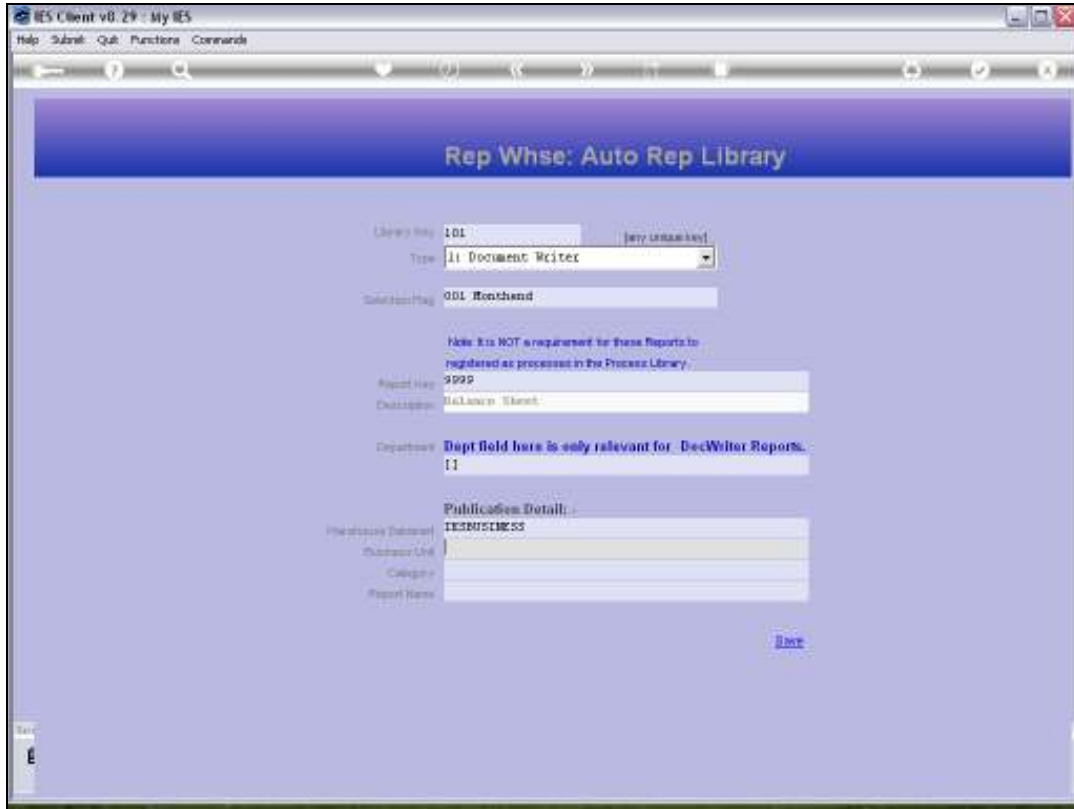 IES Client v8.29 : My IES
Help Submit Quit Functions Commands
Rep Whse: Auto Rep Library
Library Key 101 [any unique key]
Type 1: Document Writer
Selection Flag 001 Monthend
Note: It is NOT a requirement for these Reports to
registered as processes in the Process Library.
Report Key 9999
Description Balance Sheet
Department Dept field here is only relevant for DocWriter Reports.
[]
Publication Detail: -
Warehouse Dataset IESBUSINESS
Business Unit
Category
Report Name
Save